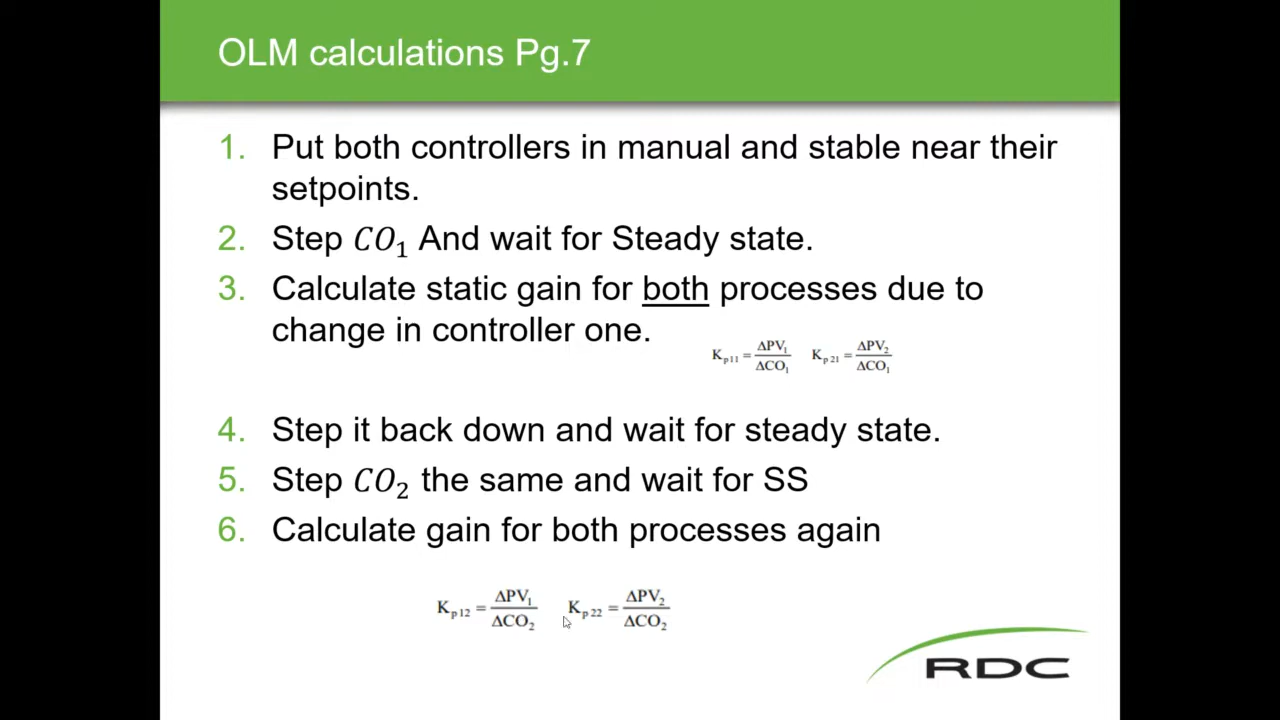 OLM calculations Pg.7
1. Put both controllers in manual and stable near their
setpoints.
2. Step CO₁ And wait for Steady state.
3. Calculate static gain for both processes due to
change in controller one.
Kp11 = ΔPV₁/ΔCO₁ Kp21 = ΔPV₂/ΔCO₁
4. Step it back down and wait for steady state.
5. Step CO₂ the same and wait for SS
6. Calculate gain for both processes again
Kp12 = ΔPV₁/ΔCO₂ Kp22 = ΔPV₂/ΔCO₂
RDC